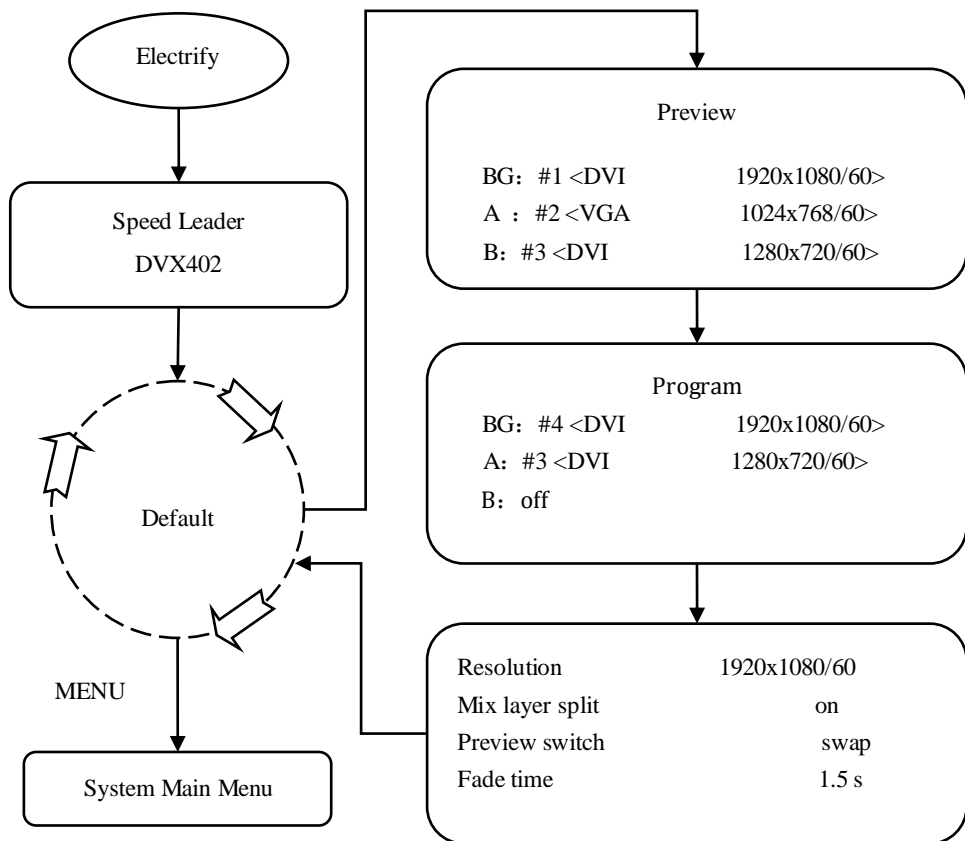 Electrify
Speed Leader
DVX402
Default
MENU
System Main Menu
Preview
BG：#1 <DVI 1920x1080/60>
A ：#2 <VGA 1024x768/60>
B：#3 <DVI 1280x720/60>
Program
BG：#4 <DVI 1920x1080/60>
A：#3 <DVI 1280x720/60>
B：off
Resolution 1920x1080/60
Mix layer split on
Preview switch swap
Fade time 1.5 s